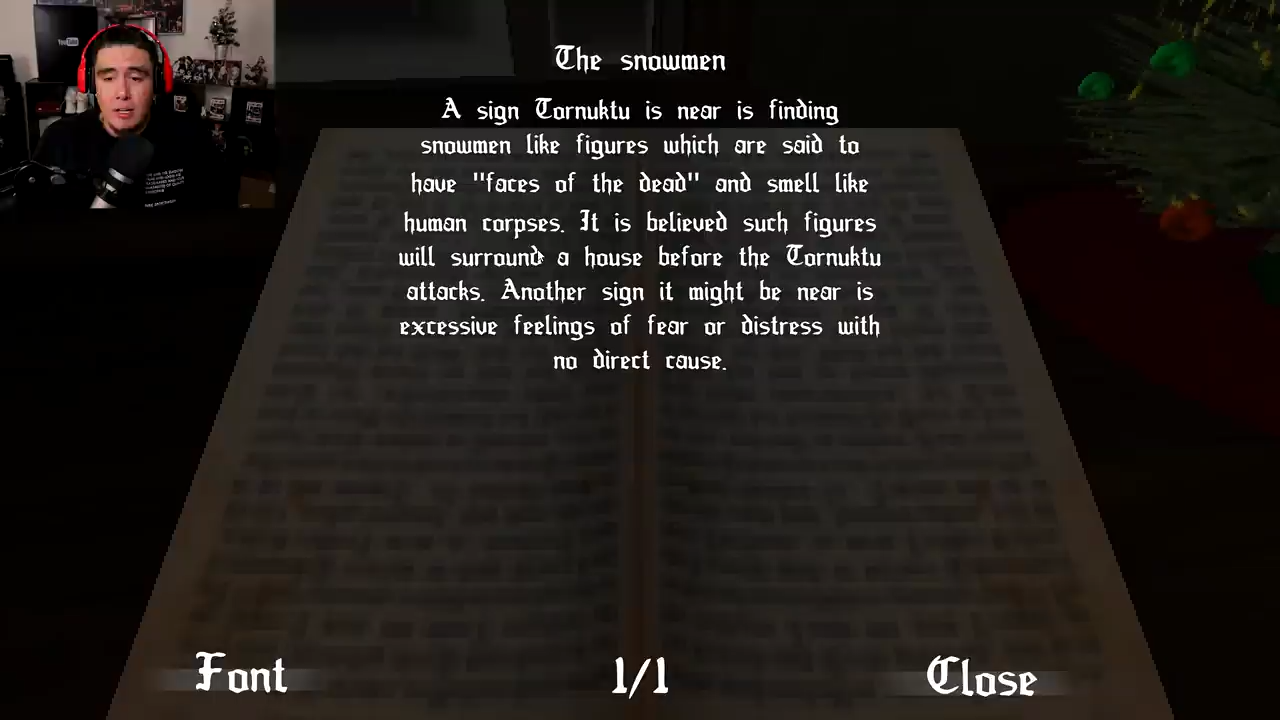 The snowmen
A sign Tornuktu is near is finding
snowmen like figures which are said to
have "faces of the dead" and smell like
human corpses. It is believed such figures
will surround a house before the Tornuktu
attacks. Another sign it might be near is
excessive feelings of fear or distress with
no direct cause.
Font
1/1
Close